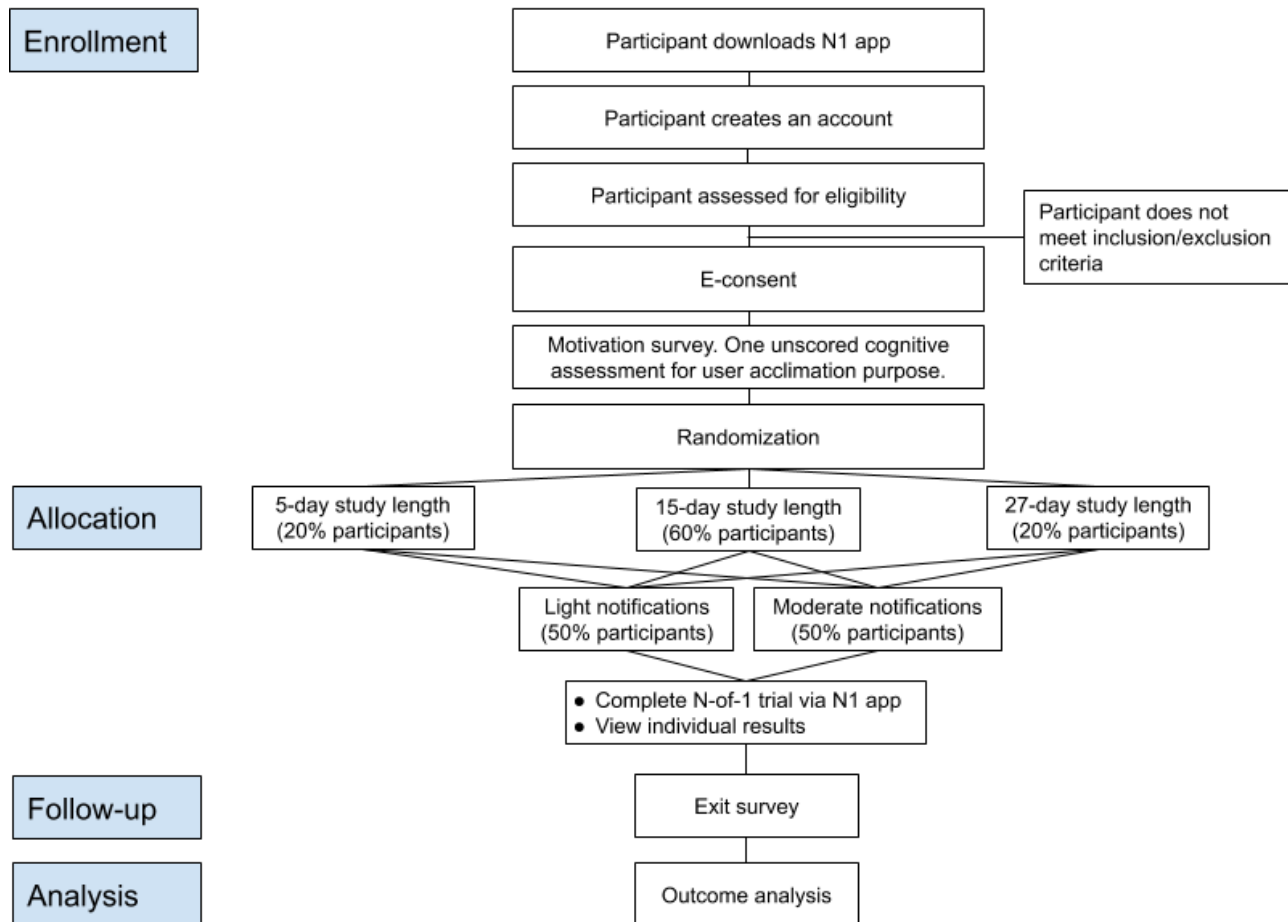 Enrollment
Participant downloads N1 app
Participant creates an account
Participant assessed for eligibility
Participant does not
meet inclusion/exclusion
criteria
E-consent
Motivation survey. One unscored cognitive
assessment for user acclimation purpose.
Randomization
Allocation
5-day study length
(20% participants)
15-day study length
(60% participants)
27-day study length
(20% participants)
Light notifications
(50% participants)
Moderate notifications
(50% participants)
● Complete N-of-1 trial via N1 app
● View individual results
Follow-up
Exit survey
Analysis
Outcome analysis